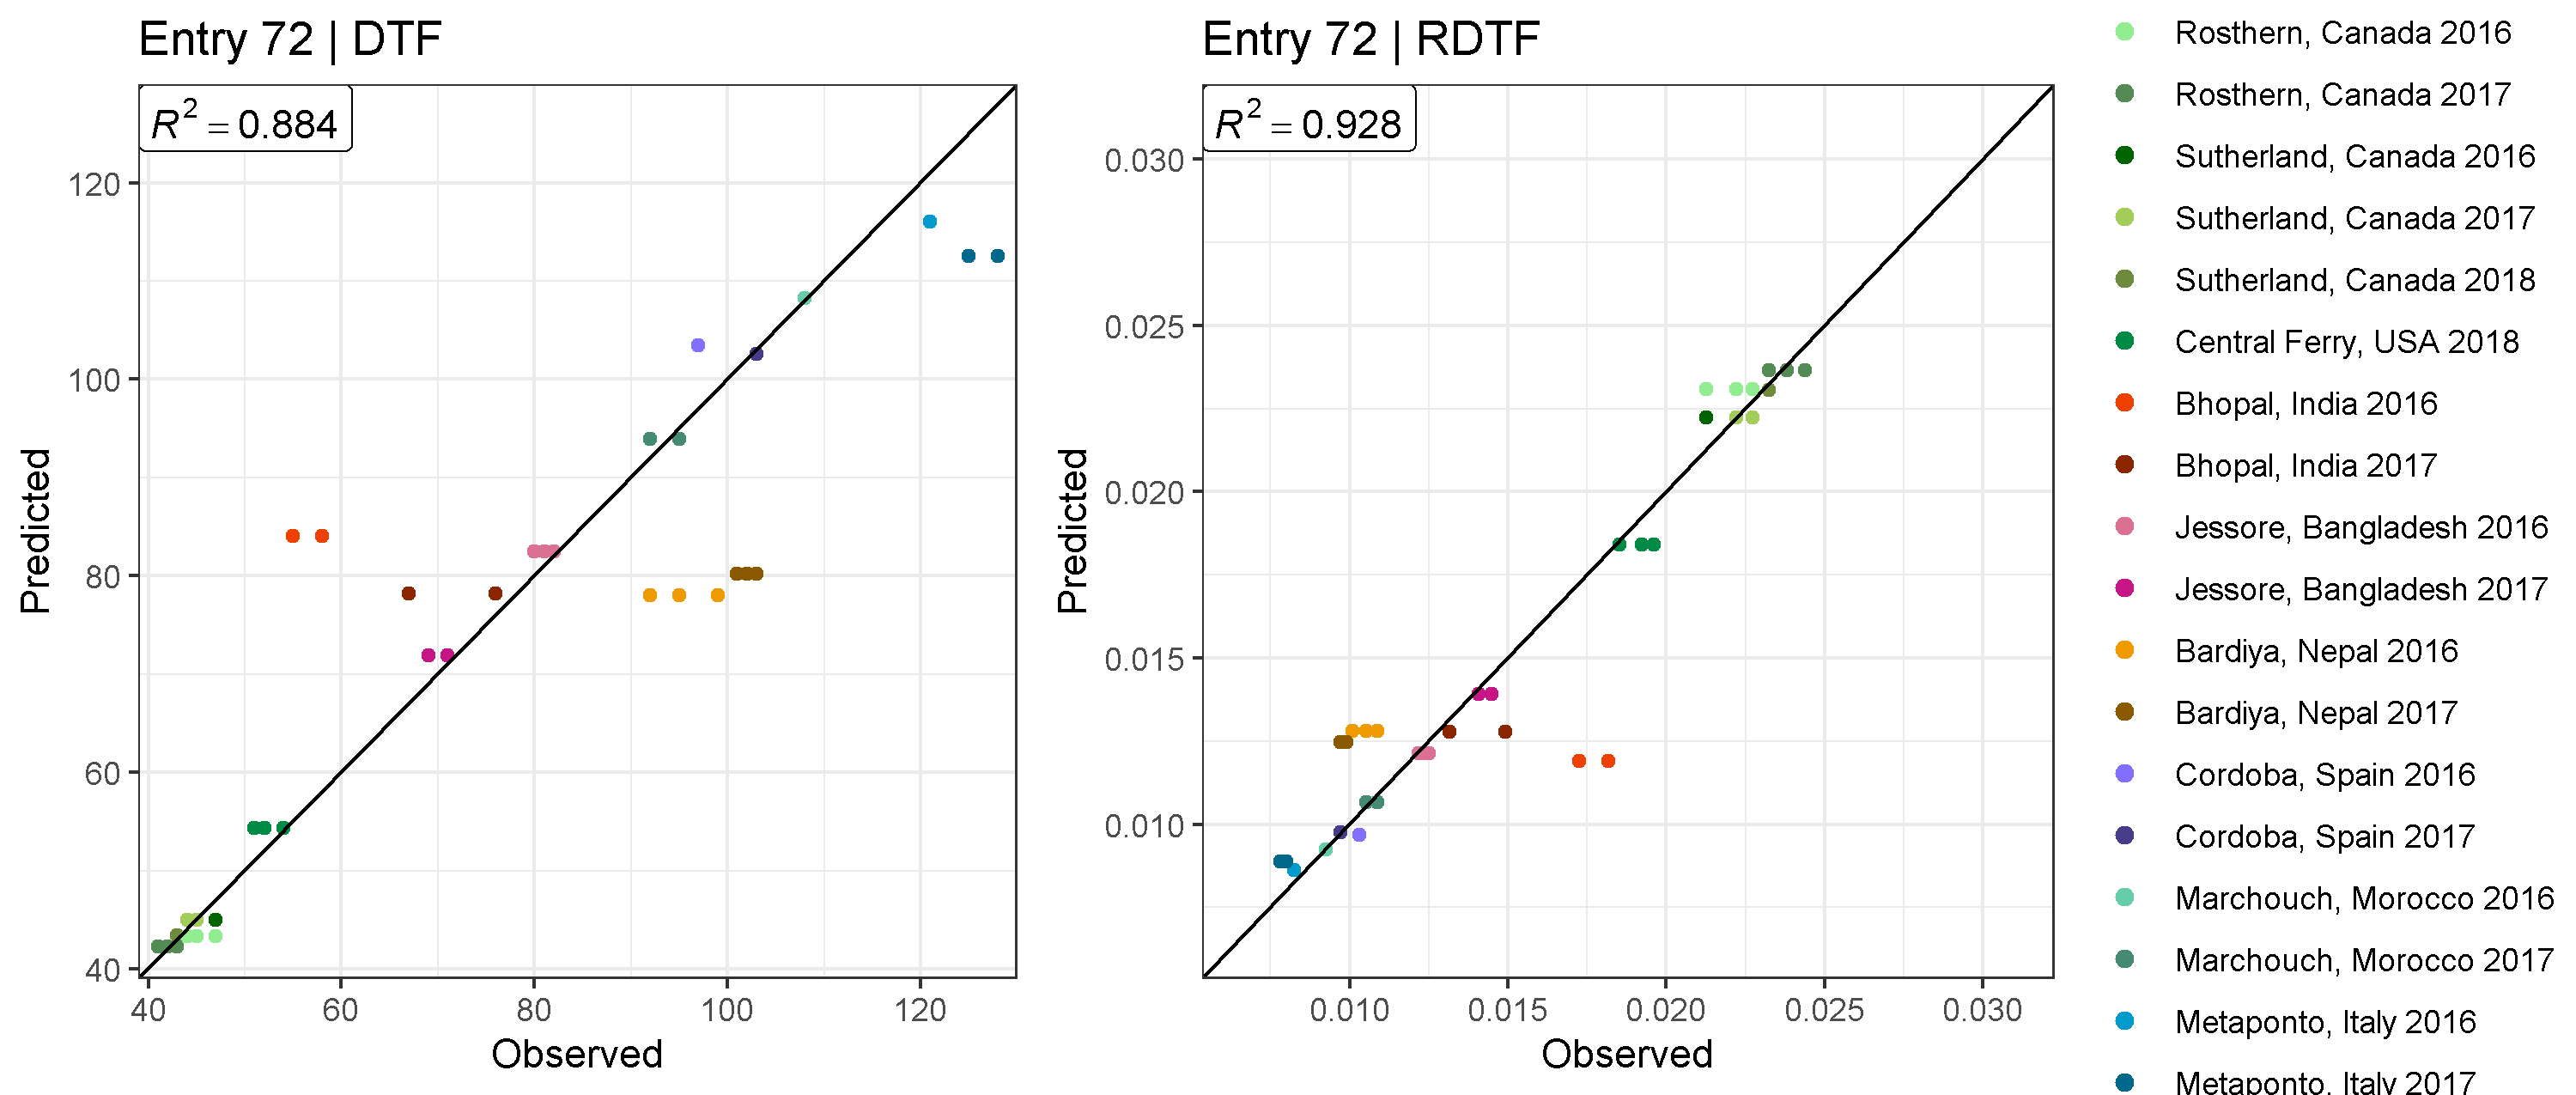 Entry 72 | DTF
R² = 0.884
Predicted
120
100
80
60
40
40 60 80 100 120
Observed
Entry 72 | RDTF
R² = 0.928
Predicted
0.030
0.025
0.020
0.015
0.010
0.010 0.015 0.020 0.025 0.030
Observed
Rosthern, Canada 2016
Rosthern, Canada 2017
Sutherland, Canada 2016
Sutherland, Canada 2017
Sutherland, Canada 2018
Central Ferry, USA 2018
Bhopal, India 2016
Bhopal, India 2017
Jessore, Bangladesh 2016
Jessore, Bangladesh 2017
Bardiya, Nepal 2016
Bardiya, Nepal 2017
Cordoba, Spain 2016
Cordoba, Spain 2017
Marchouch, Morocco 2016
Marchouch, Morocco 2017
Metaponto, Italy 2016
Metaponto, Italy 2017